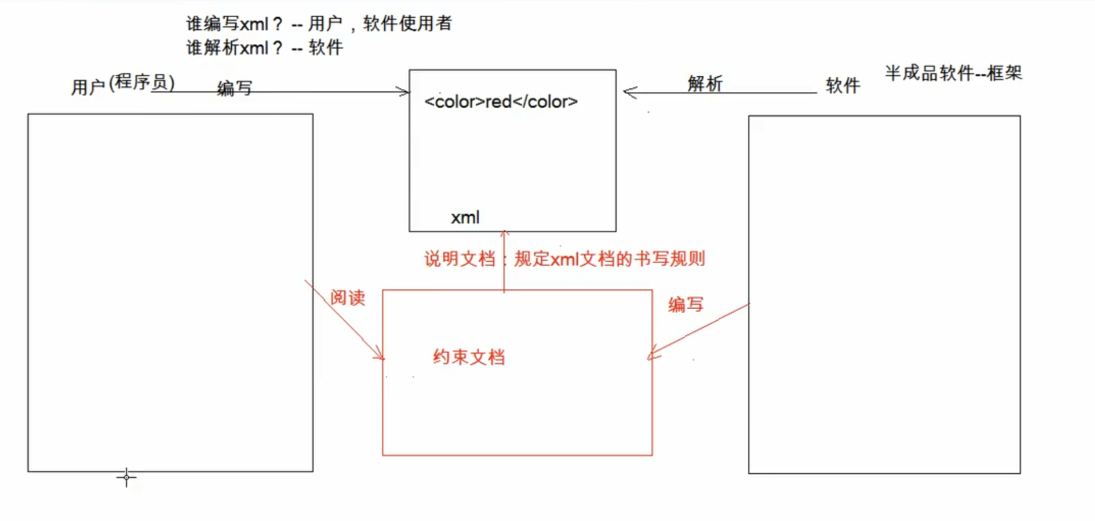 谁编写xml？ -- 用户，软件使用者
谁解析xml？ -- 软件
用户(程序员)
编写
解析
软件
半成品软件--框架
<color>red</color>
xml
说明文档：规定xml文档的书写规则
阅读
编写
约束文档